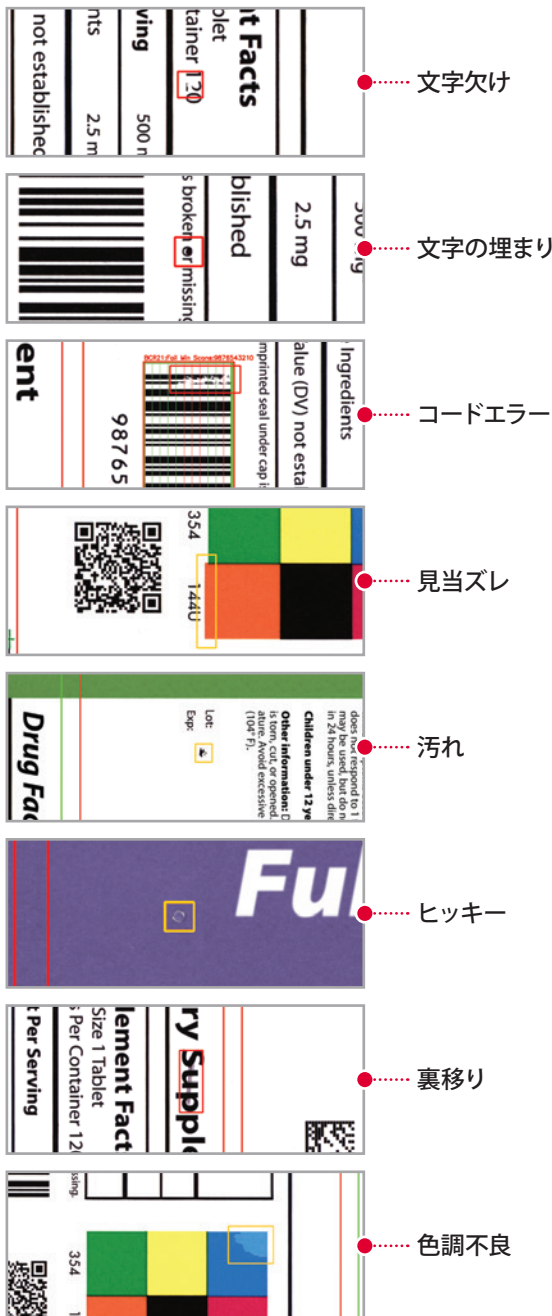 t Facts
blet
tainer 120
ving 500 m
nts 2.5 m
not established
文字欠け
2.5 mg
blished
s broken or missing
文字の埋まり
Ingredients
alue (DV) not esta
mprinted seal under cap is
98765
ent
コードエラー
354 1440
見当ズレ
does not respond to 1
may be used, but do n
in 24 hours, unless dire
Children under 12 ye
Other information: D
is torn, cut, or opened.
ature. Avoid excessive
(104° F).
Lot:
Exp:
Drug Fac
汚れ
Ful
ヒッキー
ry Supple
lement Fact
Size 1 Tablet
s Per Container 12
t Per Serving
裏移り
354 1
ssing.
色調不良